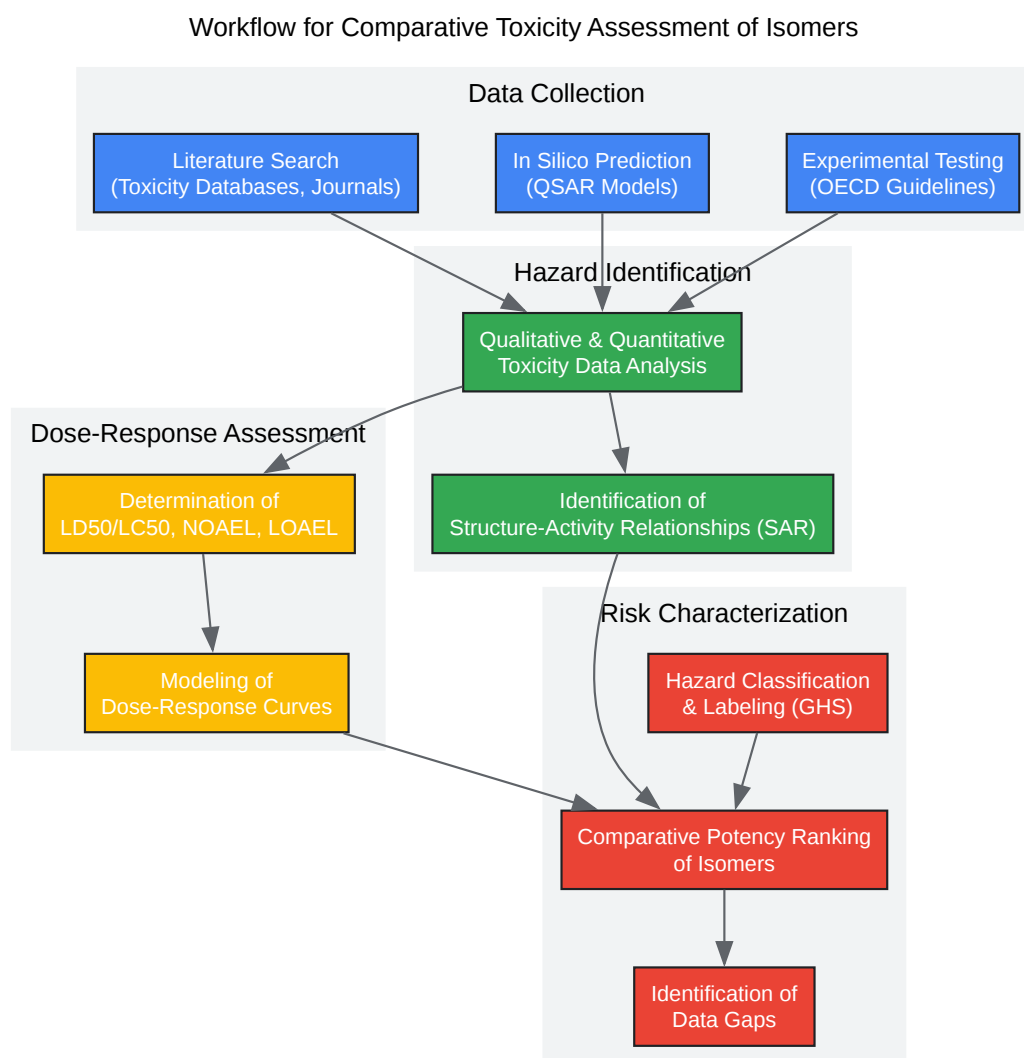 Workflow for Comparative Toxicity Assessment of Isomers
Data Collection
Literature Search
(Toxicity Databases, Journals)
In Silico Prediction
(QSAR Models)
Experimental Testing
(OECD Guidelines)
Hazard Identification
Qualitative & Quantitative
Toxicity Data Analysis
Dose-Response Assessment
Determination of
LD50/LC50, NOAEL, LOAEL
Identification of
Structure-Activity Relationships (SAR)
Modeling of
Dose-Response Curves
Risk Characterization
Hazard Classification
& Labeling (GHS)
Comparative Potency Ranking
of Isomers
Identification of
Data Gaps